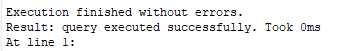 Execution finished without errors.
Result: query executed successfully. Took 0ms
At line 1: